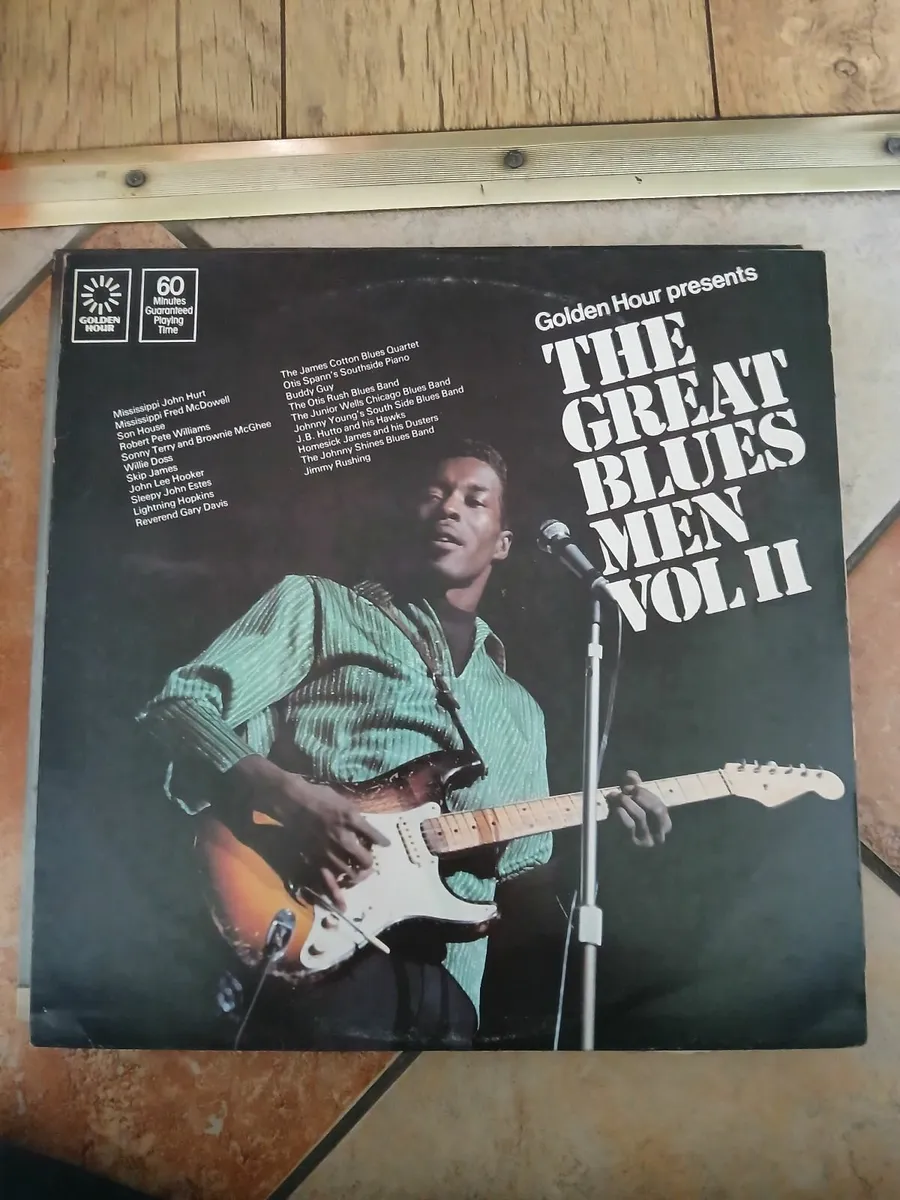 GOLDEN
HOUR
60
Minutes
Guaranteed
Playing
Time
Golden Hour presents
THE
GREAT
BLUES
MEN
VOL II
Mississippi John Hurt
Mississippi Fred McDowell
Son House
Robert Pete Williams
Sonny Terry and Brownie McGhee
Willie Doss
Skip James
John Lee Hooker
Sleepy John Estes
Lightning Hopkins
Reverend Gary Davis
The James Cotton Blues Quartet
Otis Spann's Southside Piano
Buddy Guy
The Otis Rush Blues Band
The Junior Wells Chicago Blues Band
Johnny Young's South Side Blues Band
J.B. Hutto and his Hawks
Homesick James and his Dusters
The Johnny Shines Blues Band
Jimmy Rushing